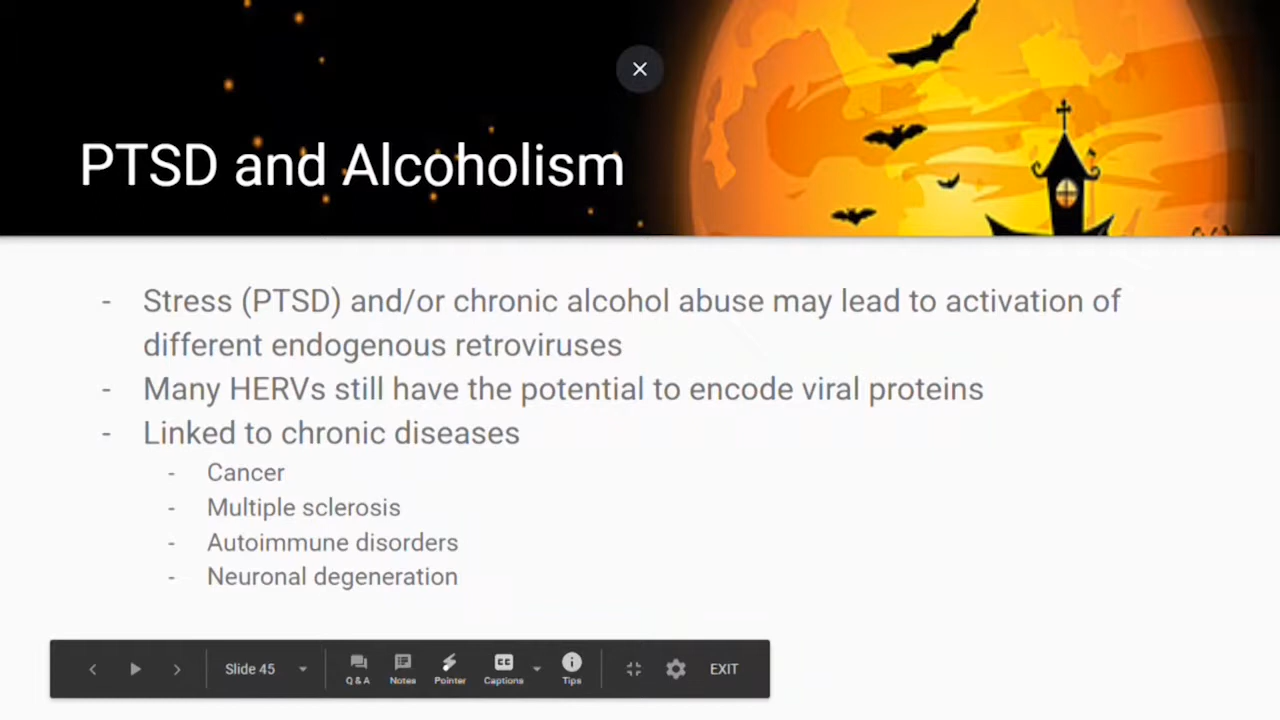 PTSD and Alcoholism
- Stress (PTSD) and/or chronic alcohol abuse may lead to activation of
different endogenous retroviruses
- Many HERVs still have the potential to encode viral proteins
- Linked to chronic diseases
- Cancer
- Multiple sclerosis
- Autoimmune disorders
- Neuronal degeneration
Slide 45
Q & A
Notes
Pointer
CC
Captions
Tips
EXIT